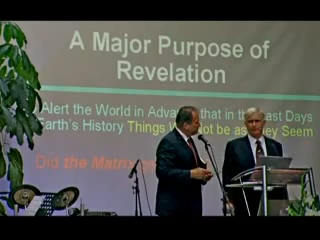 A Major Purpose of
Revelation
Alert the World in Advance that in the Last Days
Earth's History Things W not be as they Seem
Did the Matrix